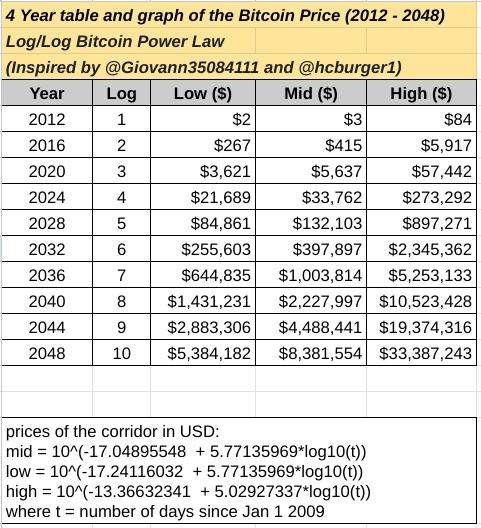 4 Year table and graph of the Bitcoin Price (2012 - 2048)
Log/Log Bitcoin Power Law
(Inspired by @Giovann35084111 and @hcburger1)
Year Log Low ($) Mid ($) High ($)
2012 1 $2 $3 $84
2016 2 $267 $415 $5,917
2020 3 $3,621 $5,637 $57,442
2024 4 $21,689 $33,762 $273,292
2028 5 $84,861 $132,103 $897,271
2032 6 $255,603 $397,897 $2,345,362
2036 7 $644,835 $1,003,814 $5,253,133
2040 8 $1,431,231 $2,227,997 $10,523,428
2044 9 $2,883,306 $4,488,441 $19,374,316
2048 10 $5,384,182 $8,381,554 $33,387,243
prices of the corridor in USD:
mid = 10^(-17.04895548  + 5.77135969*log10(t))
low = 10^(-17.24116032  + 5.77135969*log10(t))
high = 10^(-13.36632341  + 5.02927337*log10(t))
where t = number of days since Jan 1 2009